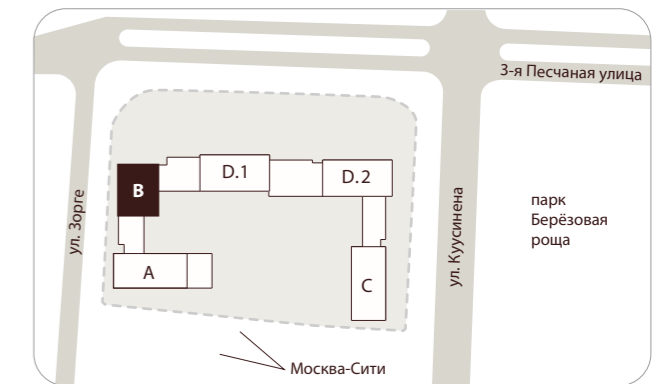 3-я Песчаная улица
ул. Зорге
B
D.1
D.2
A
C
ул. Куусинена
парк
Берёзовая
роща
Москва-Сити